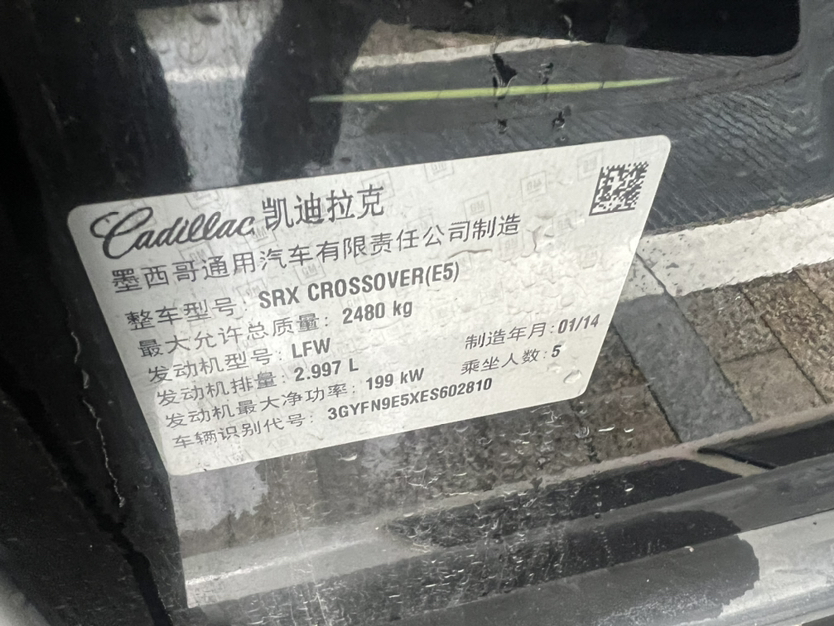 Cadillac 凯迪拉克
墨西哥通用汽车有限责任公司制造
整车型号: SRX CROSSOVER(E5)
最大允许总质量: 2480 kg
发动机型号: LFW 制造年月: 01/14
发动机排量: 2.997 L 乘坐人数: 5
发动机最大净功率: 199 kW
车辆识别代号: 3GYFN9E5XES602810